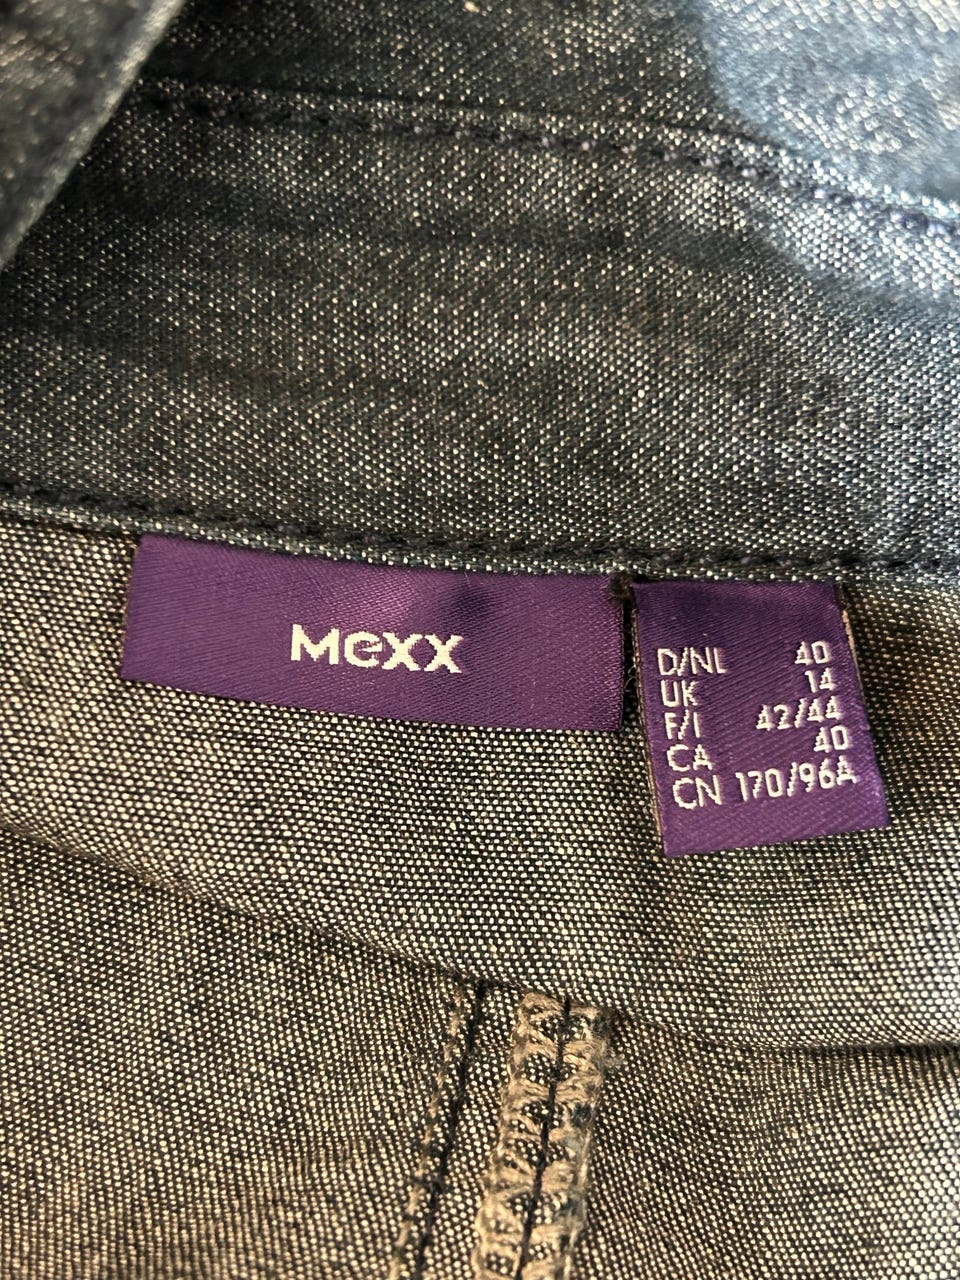 Mexx
D/NL 40
UK 14
F/I 42/44
CA 40
CN 170/96A